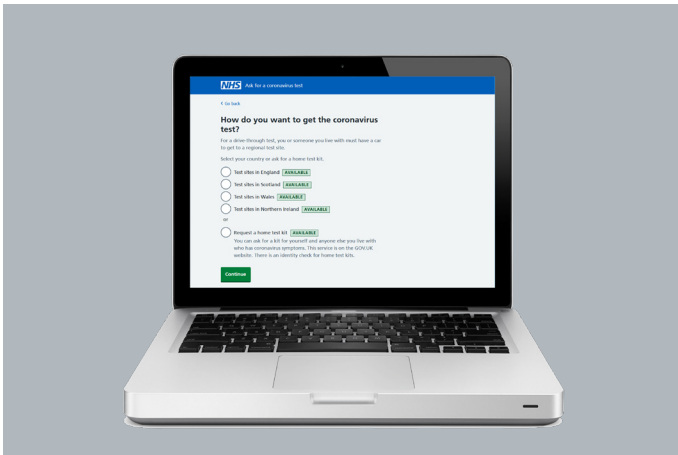 NHS Ask for a coronavirus test
Go back
How do you want to get the coronavirus
test?
For a drive-through test, you or someone you live with must have a car
to get to a regional test site.
Select your country or ask for a home test kit.
Test sites in England AVAILABLE
Test sites in Scotland AVAILABLE
Test sites in Wales AVAILABLE
Test sites in Northern Ireland AVAILABLE
or
Request a home test kit AVAILABLE
You can ask for a kit for yourself and anyone else you live with
who has coronavirus symptoms. This service is on the GOV.UK
website. There is an identity check for home test kits.
Continue